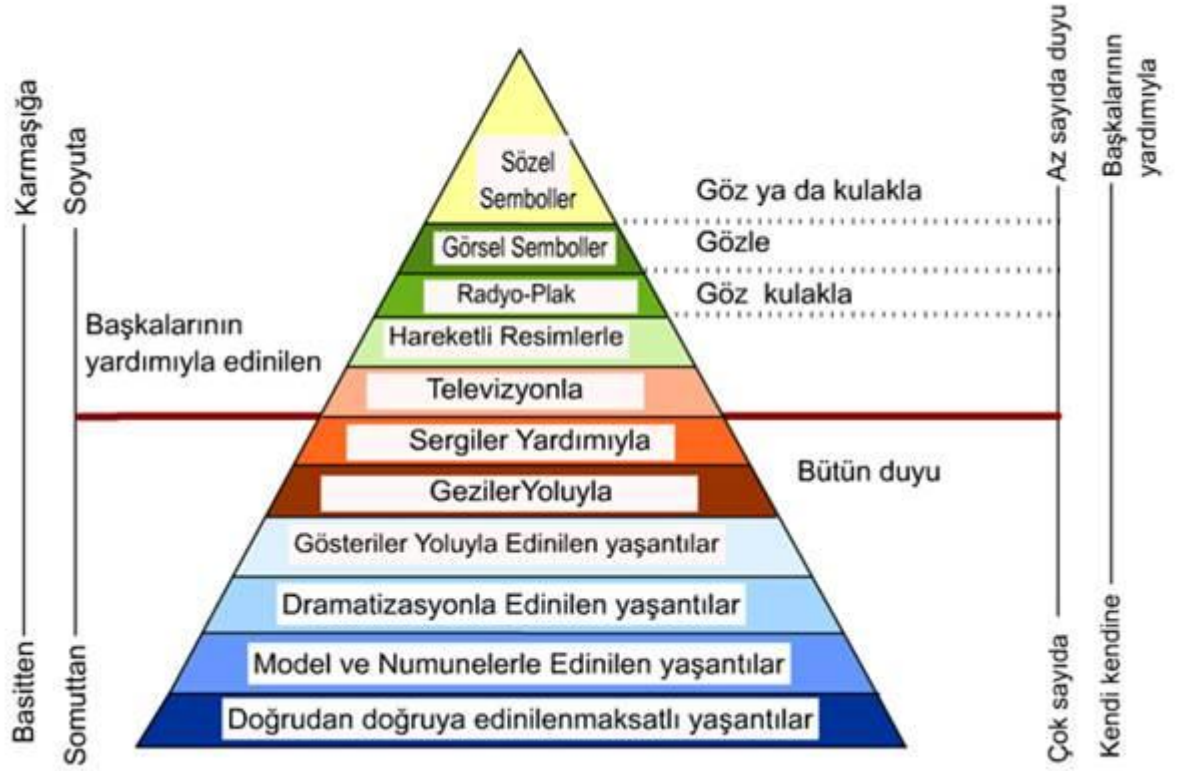 Karmaşığa
Basitten
Soyuta
Somuttan
Başkalarının
yardımıyla edinilen
Sözel
Semboller
Görsel Semboller
Radyo-Plak
Hareketli Resimlerle
Televizyonla
Sergiler Yardımıyla
GezilerYoluyla
Gösteriler Yoluyla Edinilen yaşantılar
Dramatizasyonla Edinilen yaşantılar
Model ve Numunelerle Edinilen yaşantılar
Doğrudan doğruya edinilenmaksatlı yaşantılar
Göz ya da kulakla
Gözle
Göz kulakla
Bütün duyu
Az sayıda duyu
Çok sayıda
Başkalarının
yardımıyla
Kendi kendine